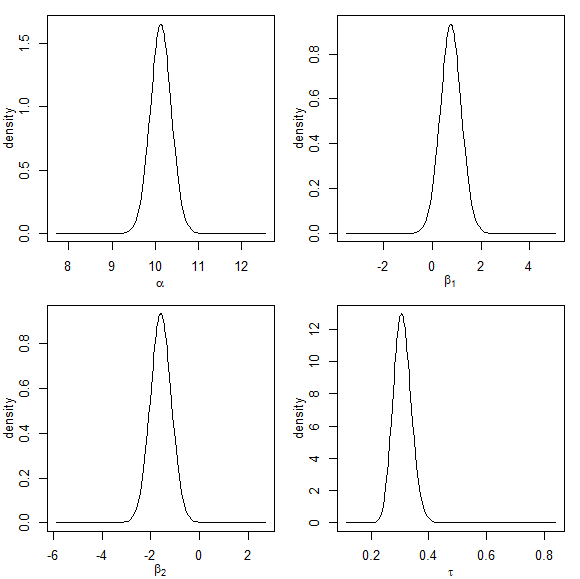 density
0.0 0.5 1.0 1.5
8 9 10 11 12
α
density
0.0 0.2 0.4 0.6 0.8
-2 0 2 4
β1
density
0.0 0.2 0.4 0.6 0.8
-6 -4 -2 0 2
β2
density
0 2 4 6 8 10 12
0.2 0.4 0.6 0.8
τ